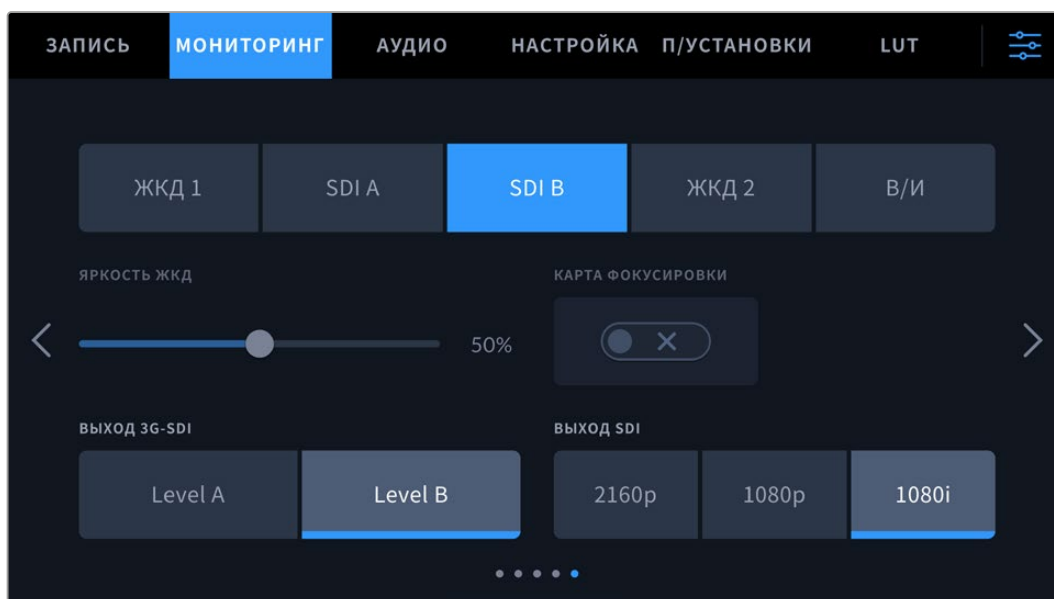 ЗАПИСЬ МОНИТОРИНГ АУДИО НАСТРОЙКА П/УСТАНОВКИ LUT
ЖКД 1 SDI A SDI B ЖКД 2 В/И
ЯРКОСТЬ ЖКД КАРТА ФОКУСИРОВКИ
50%
ВЫХОД 3G-SDI ВЫХОД SDI
Level A Level B 2160p 1080p 1080i